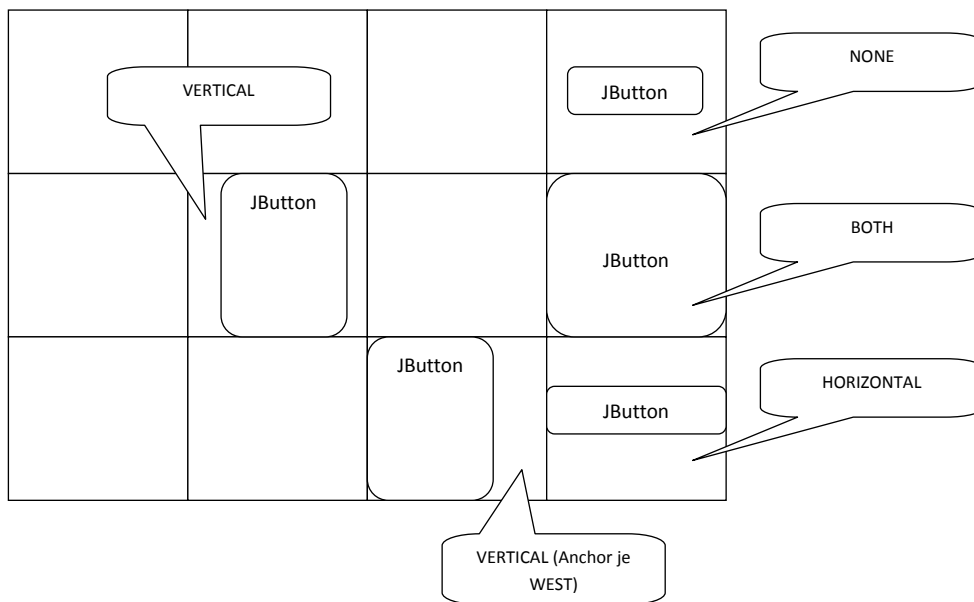 NONE
VERTICAL
JButton
JButton
JButton
BOTH
JButton
JButton
HORIZONTAL
VERTICAL (Anchor je
WEST)